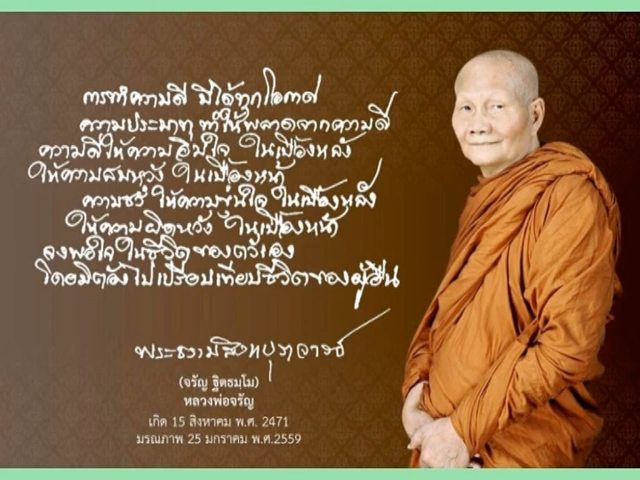 การทำความดี มีได้ทุกโอกาส
ความประมาท ทำให้พลาดจากความดี
ความดีให้ความอิ่มใจ ในเบื้องหลัง
ให้ความสมหวัง ในเบื้องหน้า
ความชั่ว ให้ความขุ่นใจ ในเบื้องหลัง
ให้ความผิดหวัง ในเบื้องหน้า
จงพอใจ ในชีวิตของตัวเอง
โดยมิต้องไปเปรียบเทียบชีวิตของผู้อื่น
พระธรรมสิงหบุราจารย์
(จรัญ ฐิตธมฺโม)
หลวงพ่อจรัญ
เกิด 15 สิงหาคม พ.ศ. 2471
มรณภาพ 25 มกราคม พ.ศ.2559